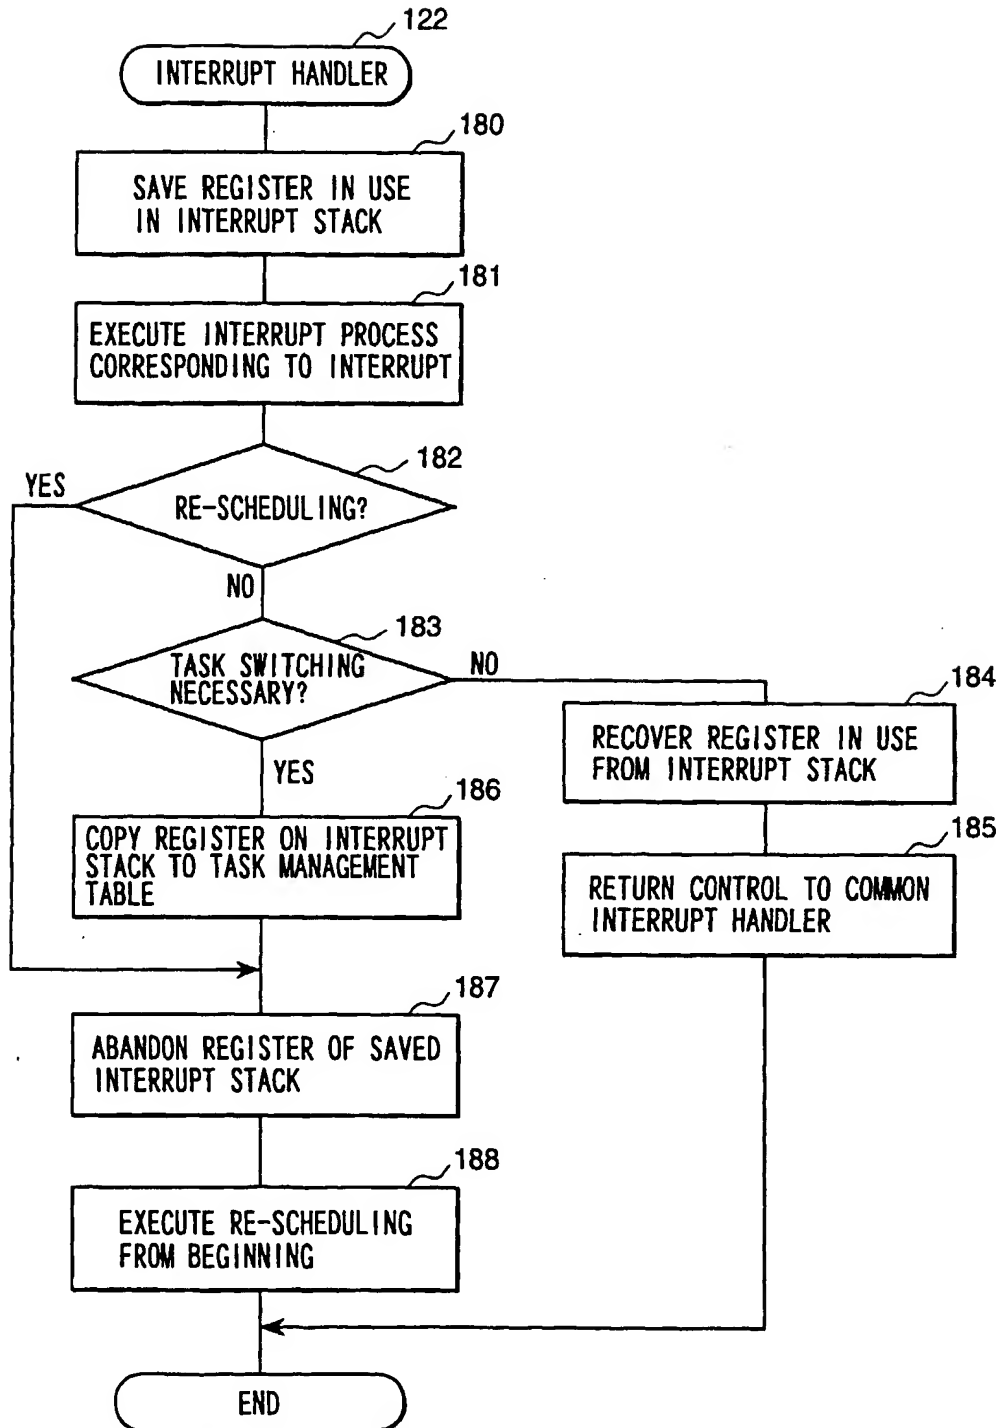 122
INTERRUPT HANDLER
180
SAVE REGISTER IN USE
IN INTERRUPT STACK
181
EXECUTE INTERRUPT PROCESS
CORRESPONDING TO INTERRUPT
182
YES
RE-SCHEDULING?
NO
183
TASK SWITCHING
NECESSARY?
NO
184
RECOVER REGISTER IN USE
FROM INTERRUPT STACK
YES
186
COPY REGISTER ON INTERRUPT
STACK TO TASK MANAGEMENT
TABLE
185
RETURN CONTROL TO COMMON
INTERRUPT HANDLER
187
ABANDON REGISTER OF SAVED
INTERRUPT STACK
188
EXECUTE RE-SCHEDULING
FROM BEGINNING
END